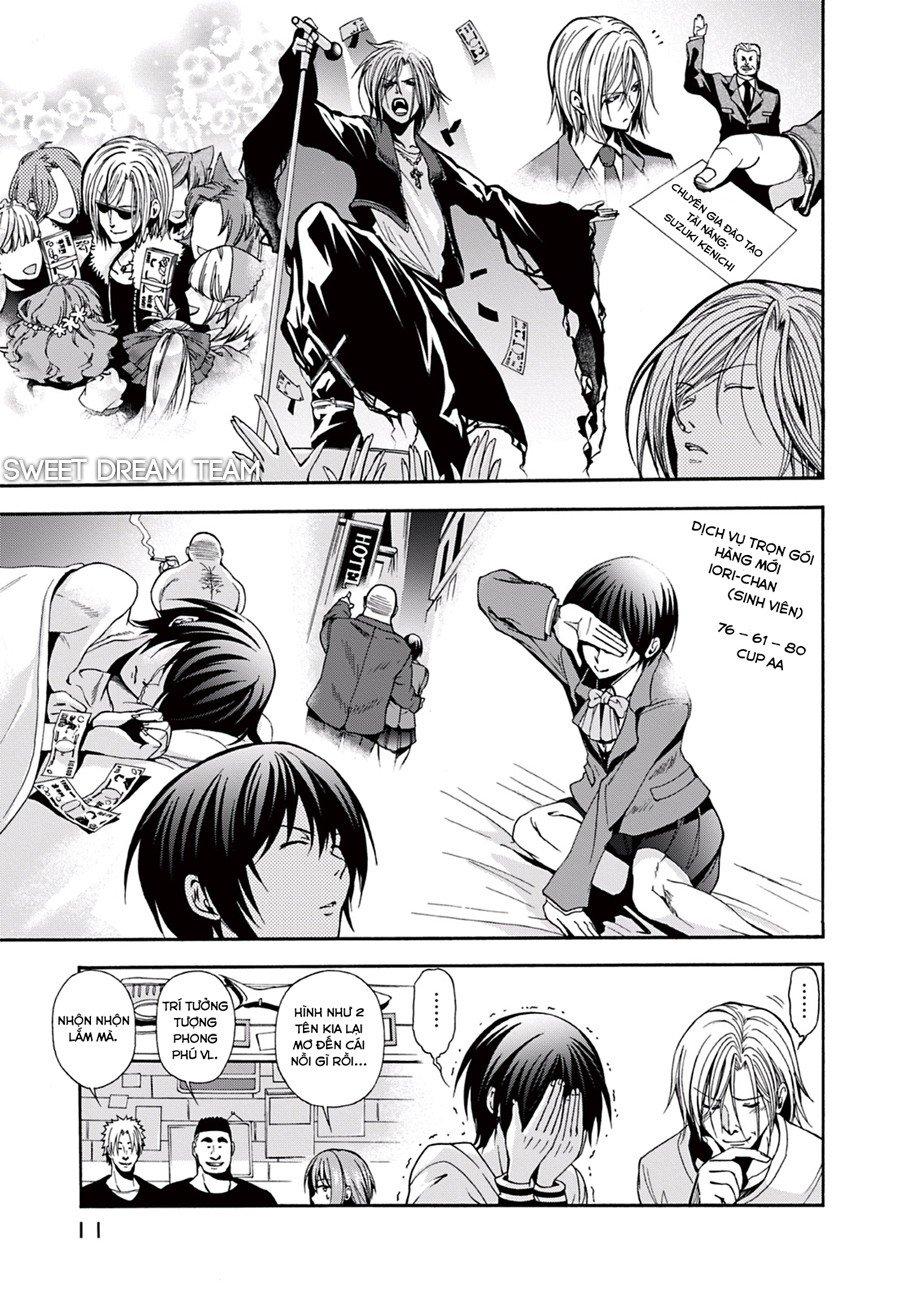 CHUYÊN GIA ĐÀO TẠO
TÀI NĂNG:
SUZUKI KENICHI
SWEET DREAM TEAM
DỊCH VỤ TRỌN GÓI
HÀNG MỚI
IORI-CHAN
(SINH VIÊN)
76 – 61 – 80
CUP AA
HOTEL
......
......
HÌNH NHƯ 2
TÊN KIA LẠI
MƠ ĐẾN CÁI
NỒI GÌ RỒI...
TRÍ TƯỞNG
TƯỢNG
PHONG
PHÚ VL.
NHỘN NHỘN
LẮM MÀ.
11